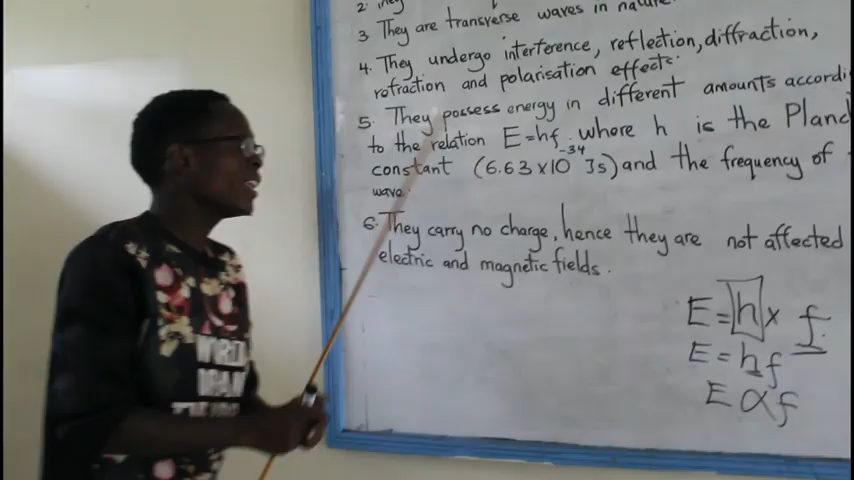 2. they
3 They are transverse waves in nature.
4. They undergo interference, reflection, diffraction,
refraction and polarisation effects.
5. They possess energy in different amounts accordi
to the relation E=hf where h is the Planc
constant (6.63×10⁻³⁴ Js) and the frequency of
wave.
6. They carry no charge, hence they are not affected
electric and magnetic fields.
E = h × f
E = hf
E ∝ f
WORLD